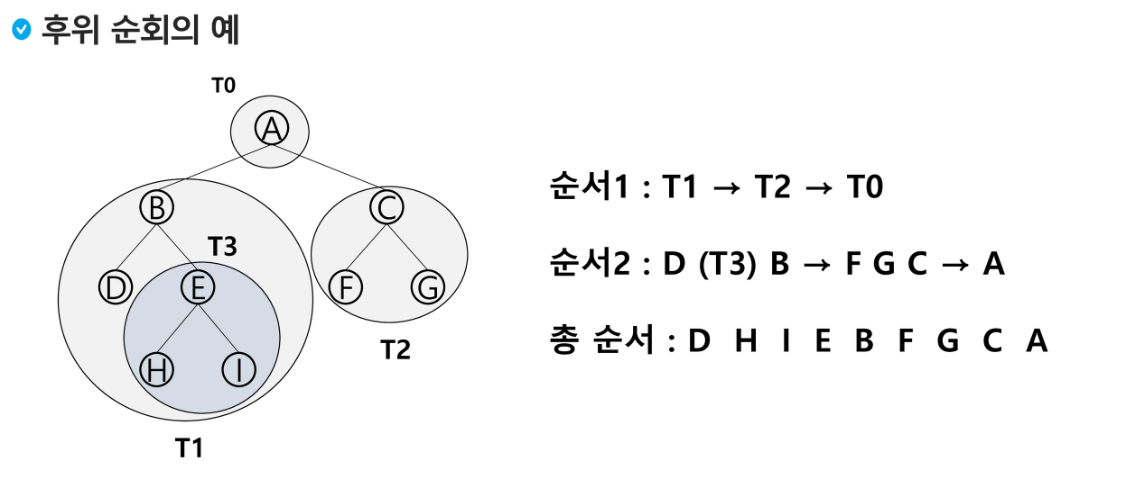 후위 순회의 예
T0
A
B
C
T3
D
E
F
G
H
I
T2
T1
순서1 : T1 → T2 → T0
순서2 : D (T3) B → F G C → A
총 순서 : D H I E B F G C A